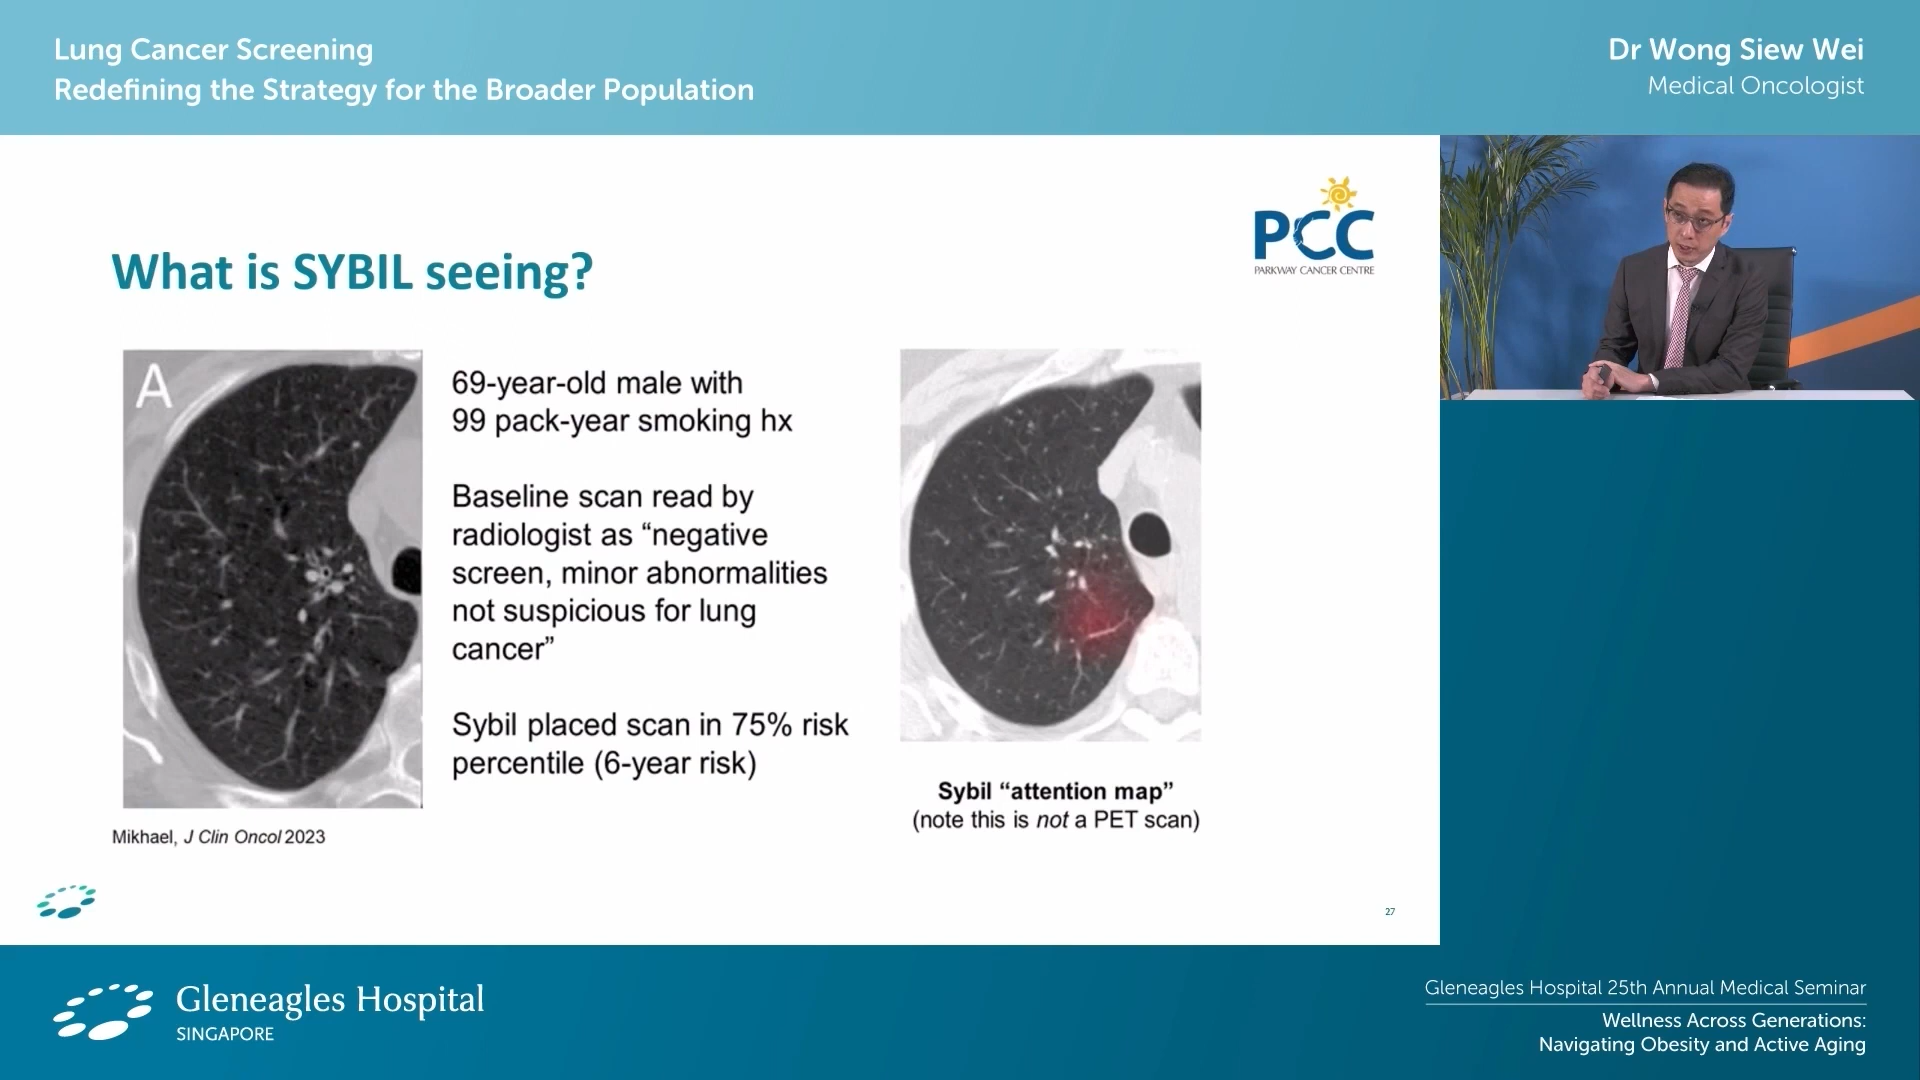 Lung Cancer Screening
Redefining the Strategy for the Broader Population
Dr Wong Siew Wei
Medical Oncologist
PCC
PARKWAY CANCER CENTRE
What is SYBIL seeing?
A
69-year-old male with
99 pack-year smoking hx
Baseline scan read by
radiologist as “negative
screen, minor abnormalities
not suspicious for lung
cancer”
Sybil placed scan in 75% risk
percentile (6-year risk)
Sybil “attention map”
(note this is not a PET scan)
Mikhael, J Clin Oncol 2023
27
Gleneagles Hospital
SINGAPORE
Gleneagles Hospital 25th Annual Medical Seminar
Wellness Across Generations:
Navigating Obesity and Active Aging